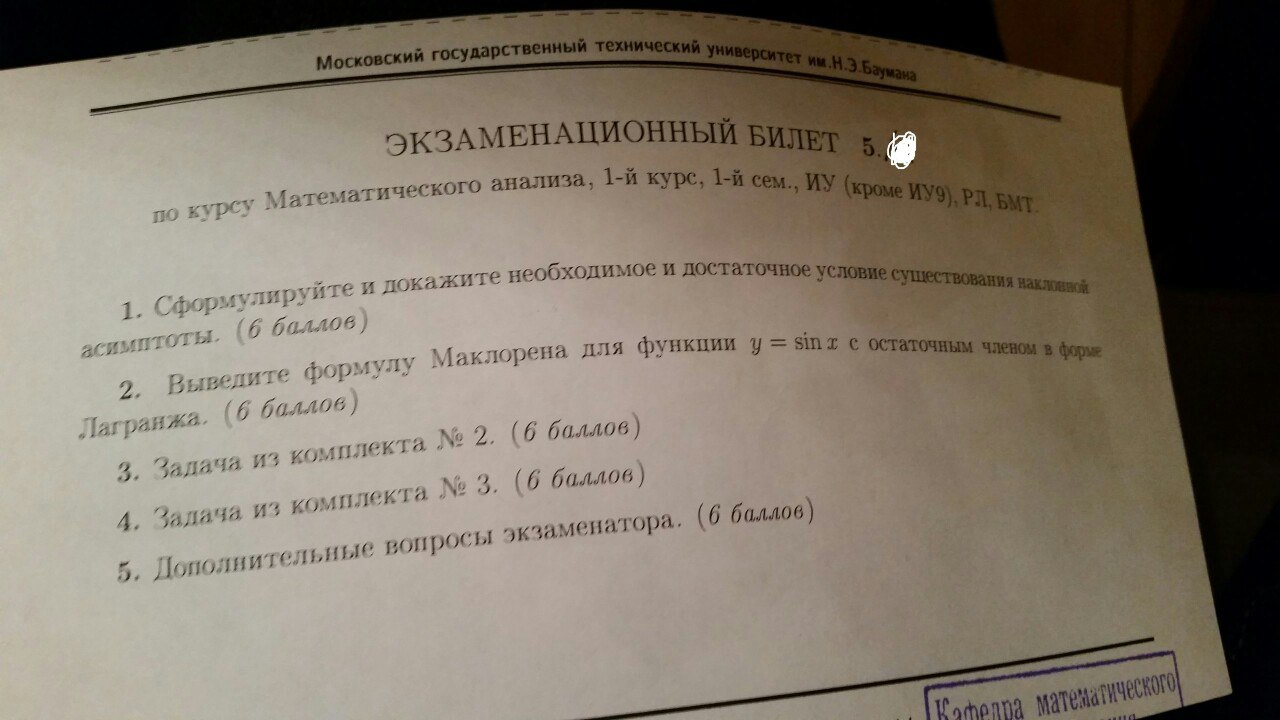 Московский государственный технический университет им.Н.Э.Баумана
ЭКЗАМЕНАЦИОННЫЙ БИЛЕТ 5.
по курсу Математического анализа, 1-й курс, 1-й сем., ИУ (кроме ИУ9), РЛ, БМТ.
1. Сформулируйте и докажите необходимое и достаточное условие существования наклонной
асимптоты. (6 баллов)
2. Выведите формулу Маклорена для функции y = sin x с остаточным членом в форме
Лагранжа. (6 баллов)
3. Задача из комплекта № 2. (6 баллов)
4. Задача из комплекта № 3. (6 баллов)
5. Дополнительные вопросы экзаменатора. (6 баллов)
Кафедра математического